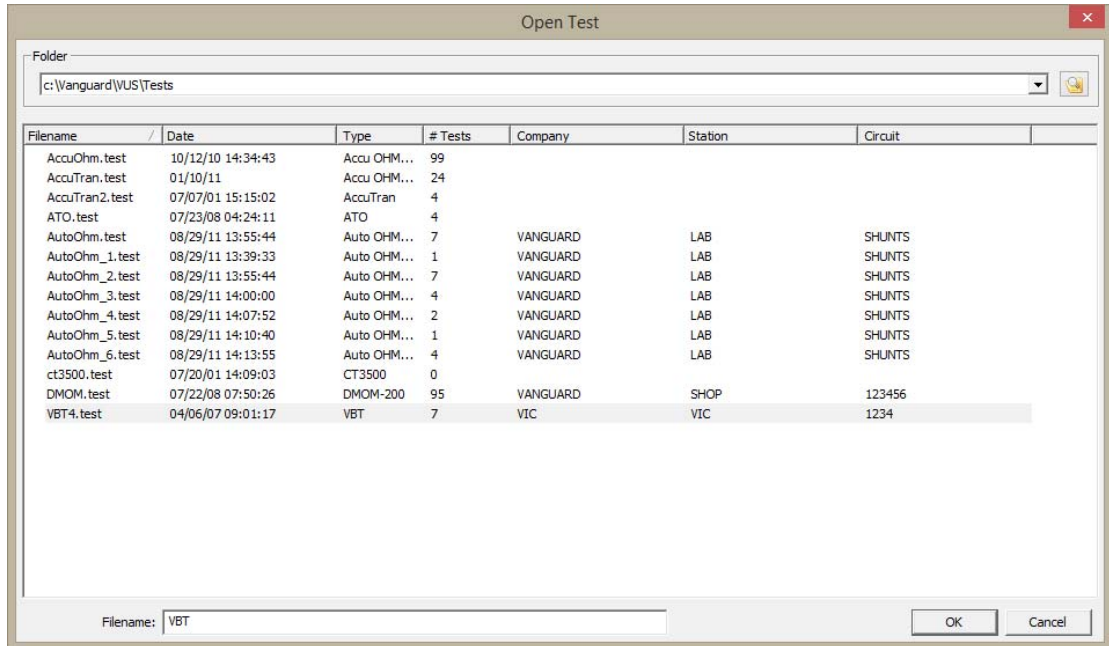 Open Test
Folder
c:\Vanguard\VUS\Tests
Filename / Date Type # Tests Company Station Circuit
AccuOhm.test 10/12/10 14:34:43 Accu OHM... 99
AccuTran.test 01/10/11 Accu OHM... 24
AccuTran2.test 07/07/01 15:15:02 AccuTran 4
ATO.test 07/23/08 04:24:11 ATO 4
AutoOhm.test 08/29/11 13:55:44 Auto OHM... 7 VANGUARD LAB SHUNTS
AutoOhm_1.test 08/29/11 13:39:33 Auto OHM... 1 VANGUARD LAB SHUNTS
AutoOhm_2.test 08/29/11 13:55:44 Auto OHM... 7 VANGUARD LAB SHUNTS
AutoOhm_3.test 08/29/11 14:00:00 Auto OHM... 4 VANGUARD LAB SHUNTS
AutoOhm_4.test 08/29/11 14:07:52 Auto OHM... 2 VANGUARD LAB SHUNTS
AutoOhm_5.test 08/29/11 14:10:40 Auto OHM... 1 VANGUARD LAB SHUNTS
AutoOhm_6.test 08/29/11 14:13:55 Auto OHM... 4 VANGUARD LAB SHUNTS
ct3500.test 07/20/01 14:09:03 CT3500 0
DMOM.test 07/22/08 07:50:26 DMOM-200 95 VANGUARD SHOP 123456
VBT4.test 04/06/07 09:01:17 VBT 7 VIC VIC 1234
Filename: VBT OK Cancel